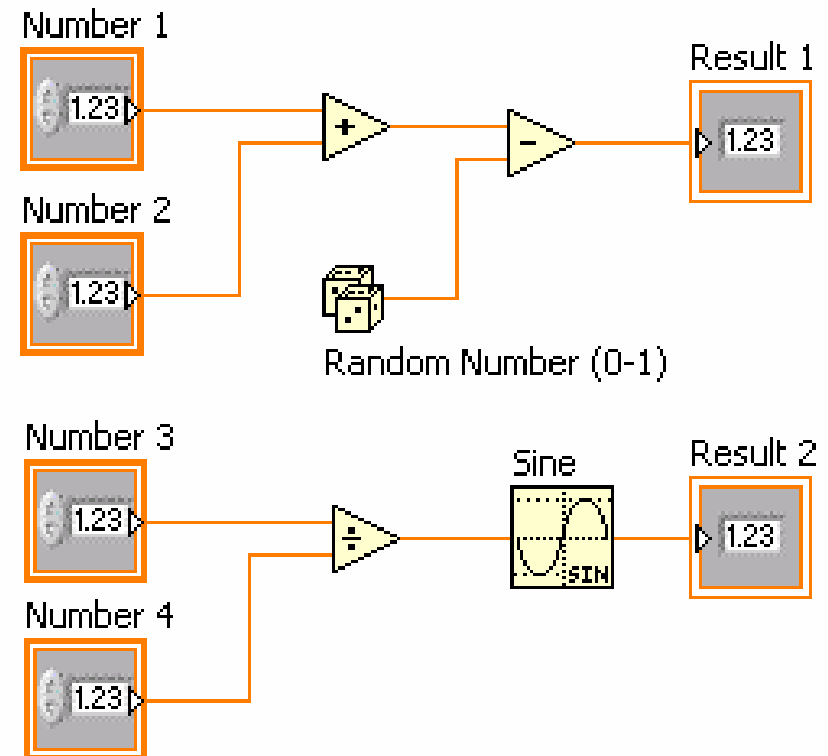 Number 1
1.23
+
-
Result 1
1.23
Number 2
1.23
Random Number (0-1)
Number 3
1.23
÷
Sine
SIN
Result 2
1.23
Number 4
1.23